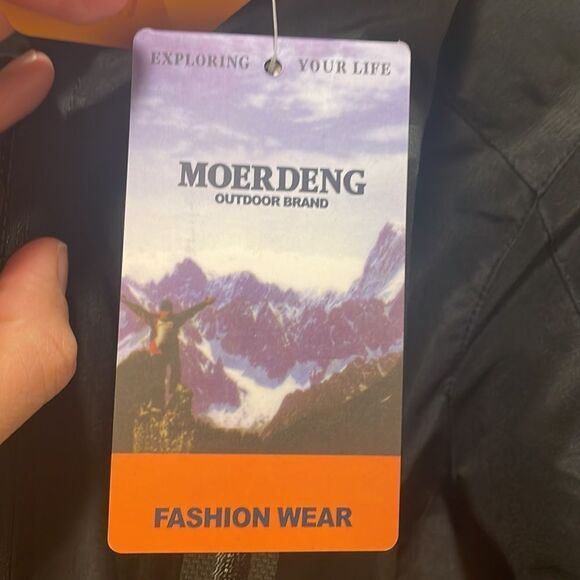 EXPLORING YOUR LIFE
MOERDENG
OUTDOOR BRAND
FASHION WEAR